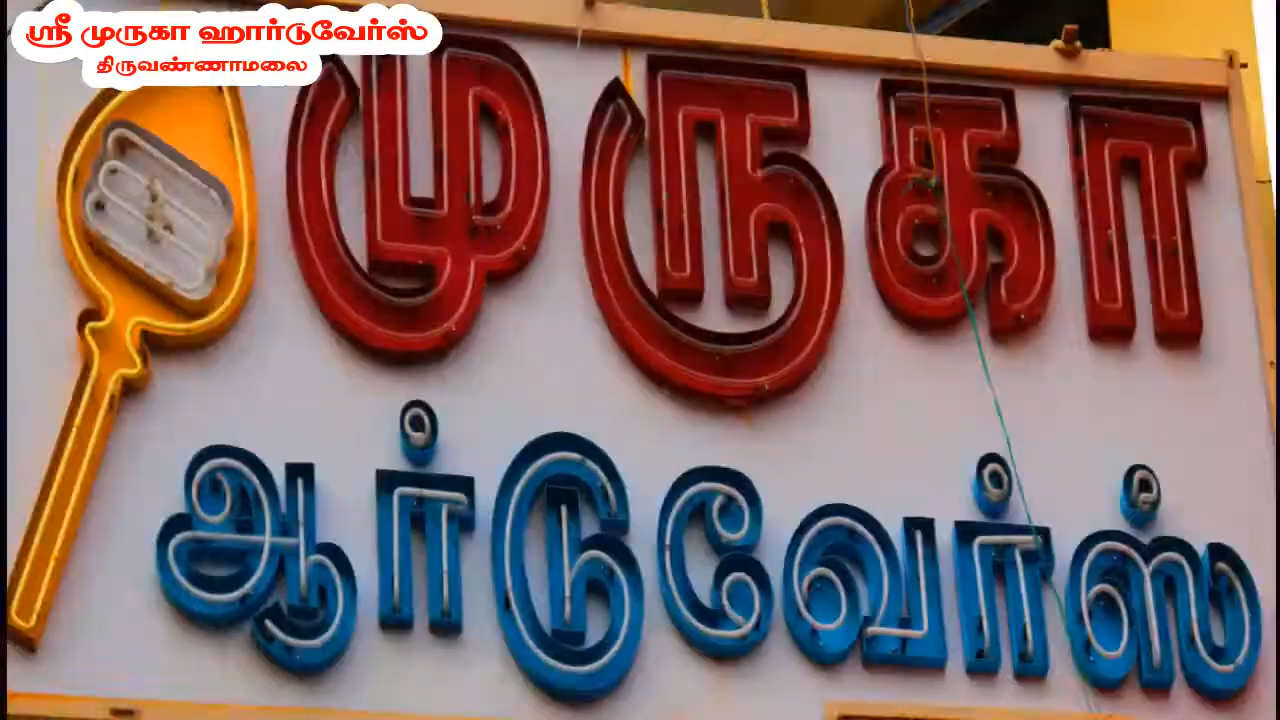 ஸ்ரீ முருகா ஹார்டுவேர்ஸ்
திருவண்ணாமலை
முருகா
ஆர்டுவேர்ஸ்